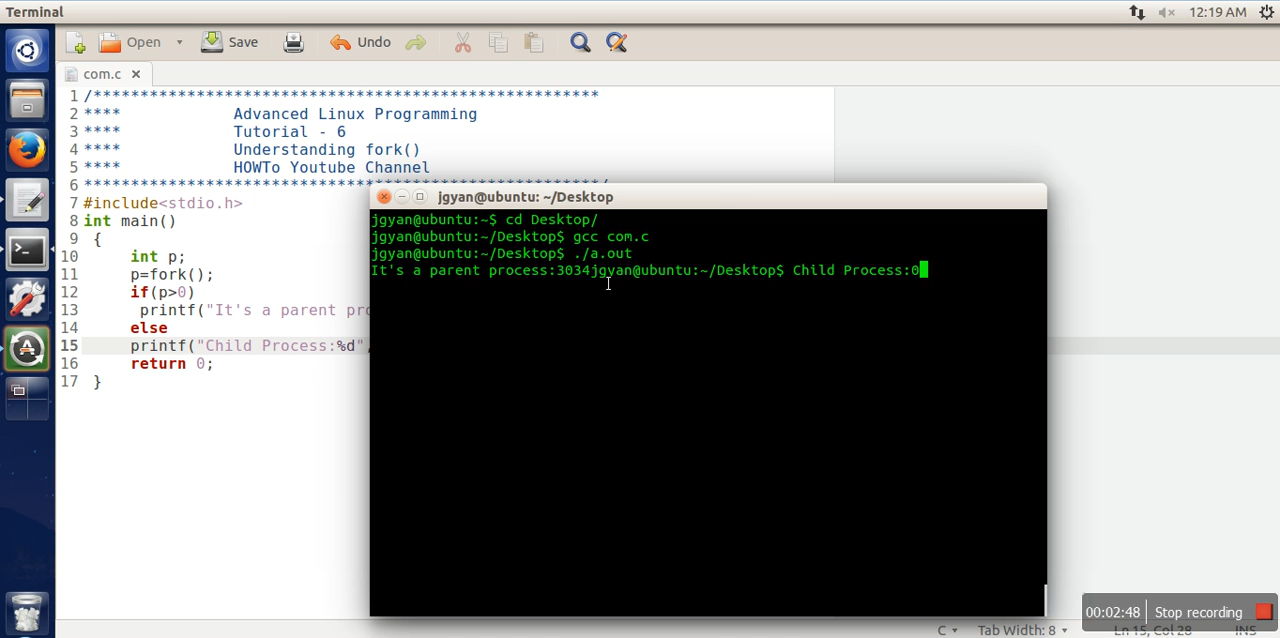 Terminal
12:19 AM
Open
Save
Undo
com.c
1 /*******************************************************
2 **** Advanced Linux Programming
3 **** Tutorial - 6
4 **** Understanding fork()
5 **** HOWTo Youtube Channel
6 *******************************************************/
7 #include<stdio.h>
8 int main()
9 {
10 int p;
11 p=fork();
12 if(p>0)
13 printf("It's a parent pro
14 else
15 printf("Child Process:%d",
16 return 0;
17 }
jgyan@ubuntu: ~/Desktop
jgyan@ubuntu:~$ cd Desktop/
jgyan@ubuntu:~/Desktop$ gcc com.c
jgyan@ubuntu:~/Desktop$ ./a.out
It's a parent process:3034jgyan@ubuntu:~/Desktop$ Child Process:0
00:02:48 Stop recording
C Tab Width: 8 Ln 15, Col 28 INS